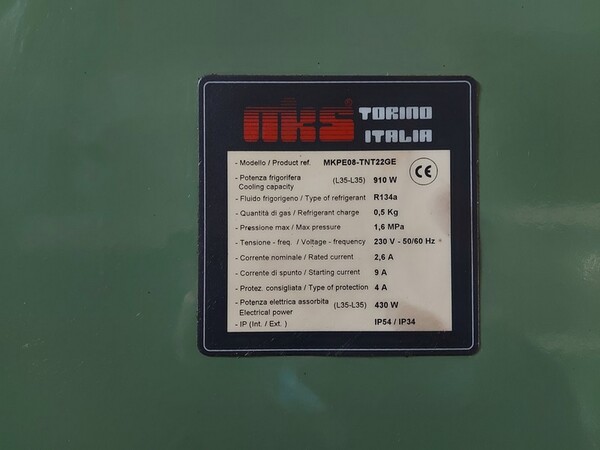 nks TORINO
ITALIA
- Modello / Product ref. MKPE08-TNT22GE
CE
- Potenza frigorifera (L35-L35) 910 W
Cooling capacity
- Fluido frigorigeno / Type of refrigerant R134a
- Quantità di gas / Refrigerant charge 0,5 Kg
- Pressione max / Max pressure 1,6 MPa
- Tensione - freq. / Voltage - frequency 230 V - 50/60 Hz
- Corrente nominale / Rated current 2,6 A
- Corrente di spunto / Starting current 9 A
- Protez. consigliata / Type of protection 4 A
- Potenza elettrica assorbita (L35-L35) 430 W
Electrical power
- IP (Int. / Ext. ) IP54 / IP34